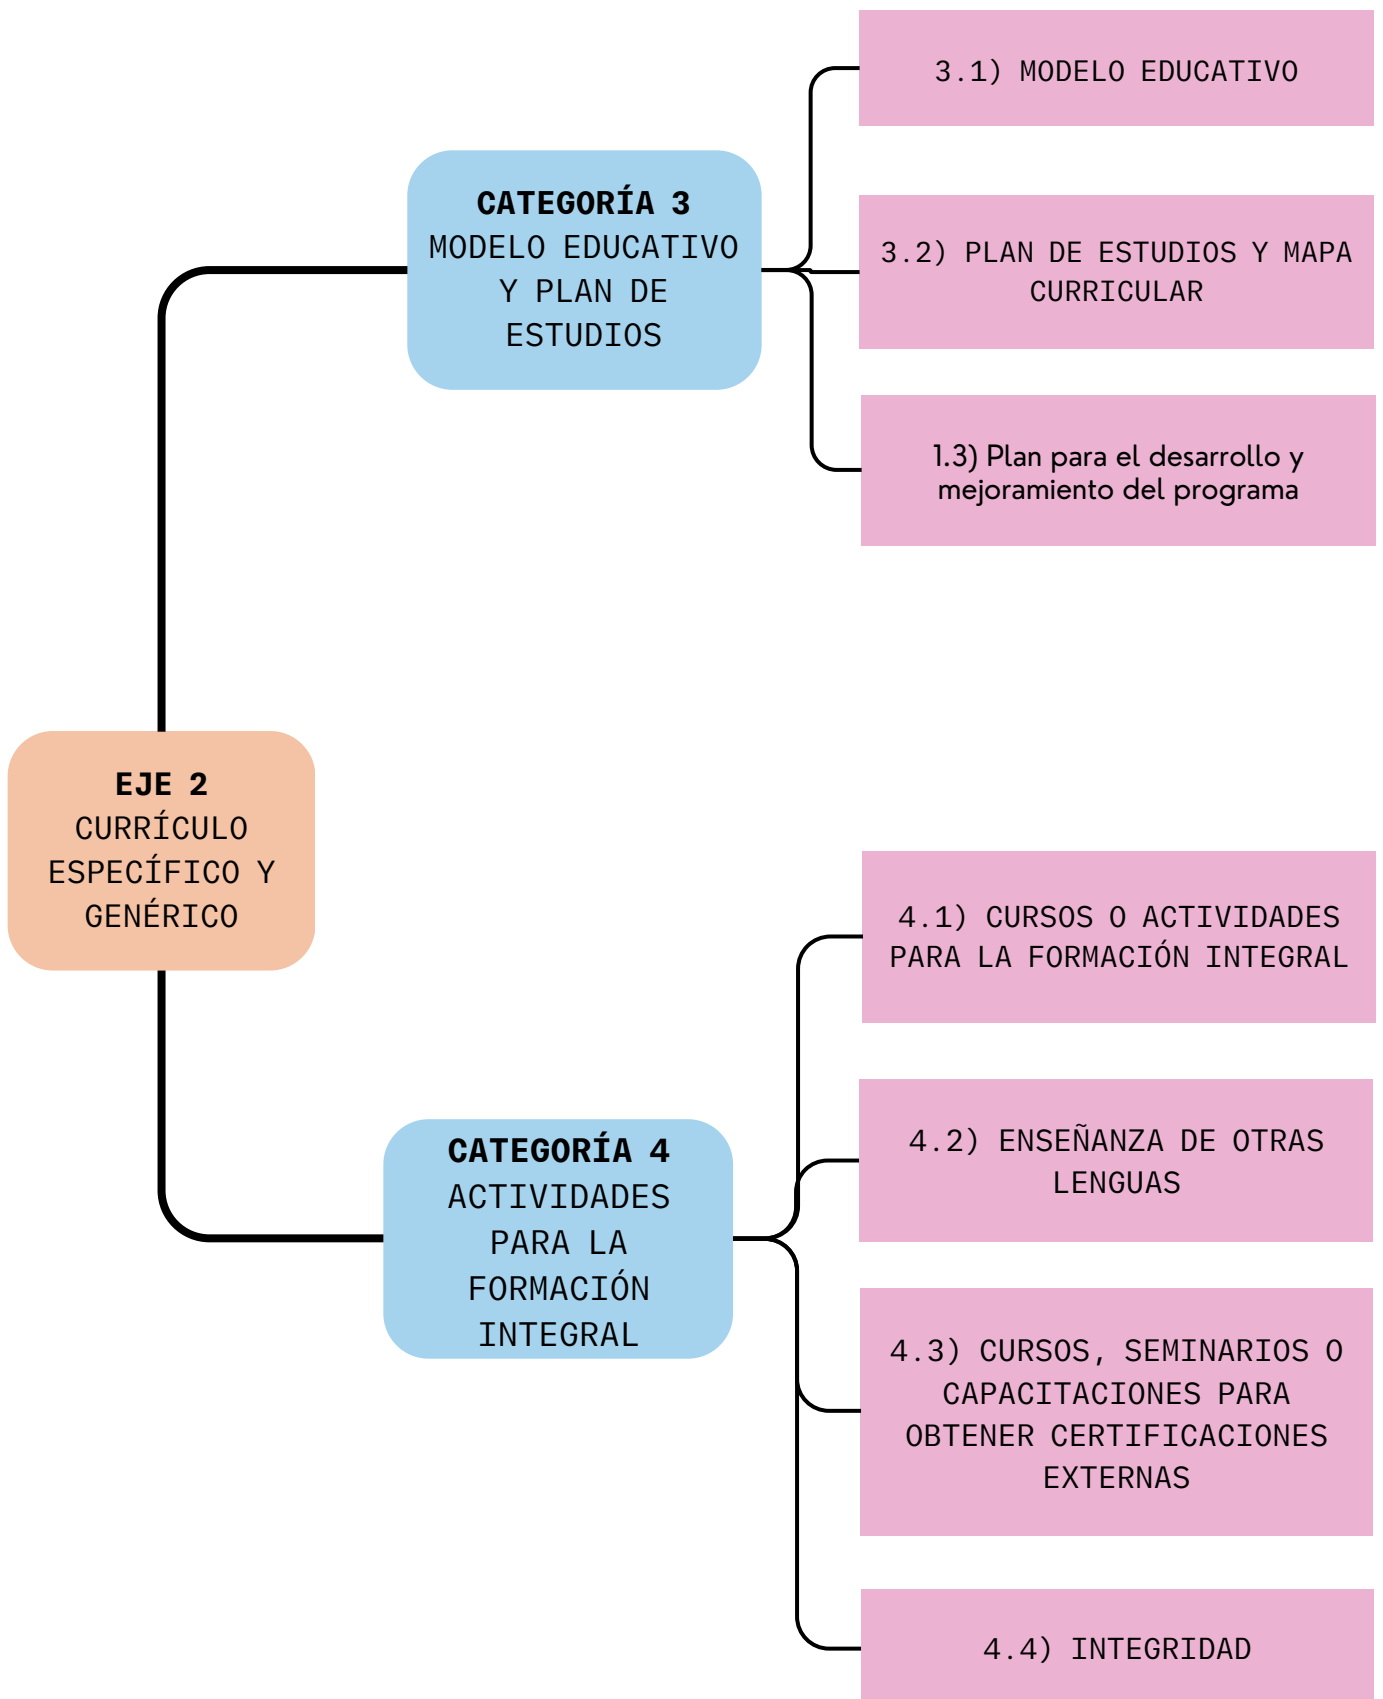 EJE 2
CURRÍCULO
ESPECÍFICO Y
GENÉRICO
CATEGORÍA 3
MODELO EDUCATIVO
Y PLAN DE
ESTUDIOS
3.1) MODELO EDUCATIVO
3.2) PLAN DE ESTUDIOS Y MAPA
CURRICULAR
1.3) Plan para el desarrollo y
mejoramiento del programa
CATEGORÍA 4
ACTIVIDADES
PARA LA
FORMACIÓN
INTEGRAL
4.1) CURSOS O ACTIVIDADES
PARA LA FORMACIÓN INTEGRAL
4.2) ENSEÑANZA DE OTRAS
LENGUAS
4.3) CURSOS, SEMINARIOS O
CAPACITACIONES PARA
OBTENER CERTIFICACIONES
EXTERNAS
4.4) INTEGRIDAD